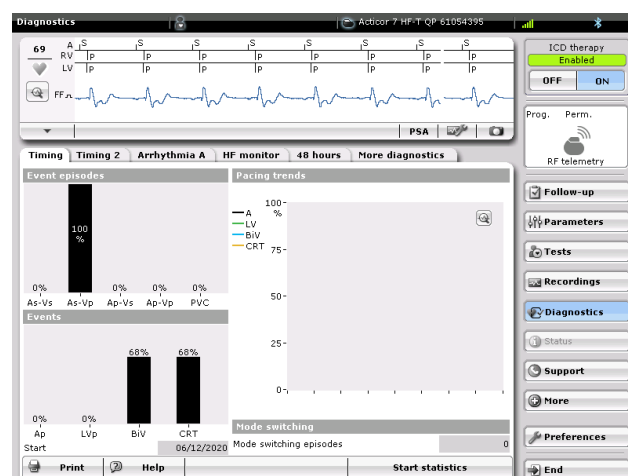 Diagnostics
Acticor 7 HF-T QP 61054395
69
A S S S S S S
RV P P P P P P
LV P P P P P P
FF
ICD therapy
Enabled
OFF ON
Prog. Perm.
RF telemetry
PSA
Timing Timing 2 Arrhythmia A HF monitor 48 hours More diagnostics
Event episodes
100
%
0% 0% 0% 0%
As-Vs As-Vp Ap-Vs Ap-Vp PVC
Events
68% 68%
0% 0%
Ap LVp BiV CRT
Start 06/12/2020
Pacing trends
A
LV
BiV
CRT
100-
%
75-
50-
25-
0-
Mode switching
Mode switching episodes 0
Follow-up
Parameters
Tests
Recordings
Diagnostics
Status
Support
More
Preferences
End
Print Help Start statistics